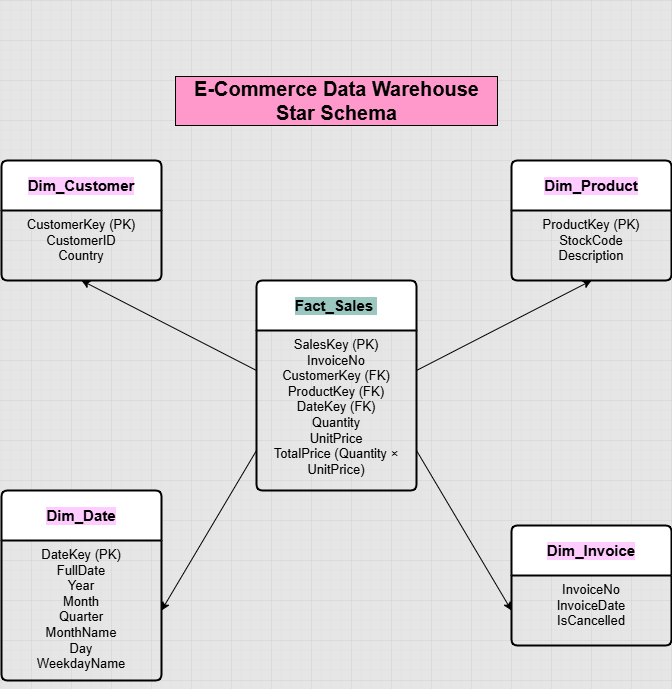 E-Commerce Data Warehouse
Star Schema
Dim_Customer
CustomerKey (PK)
CustomerID
Country
Dim_Product
ProductKey (PK)
StockCode
Description
Fact_Sales
SalesKey (PK)
InvoiceNo
CustomerKey (FK)
ProductKey (FK)
DateKey (FK)
Quantity
UnitPrice
TotalPrice (Quantity ×
UnitPrice)
Dim_Date
DateKey (PK)
FullDate
Year
Month
Quarter
MonthName
Day
WeekdayName
Dim_Invoice
InvoiceNo
InvoiceDate
IsCancelled